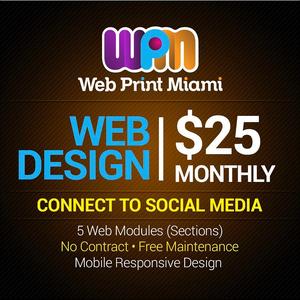 WPM
Web Print Miami
WEB DESIGN
$25 MONTHLY
CONNECT TO SOCIAL MEDIA
5 Web Modules (Sections)
No Contract • Free Maintenance
Mobile Responsive Design